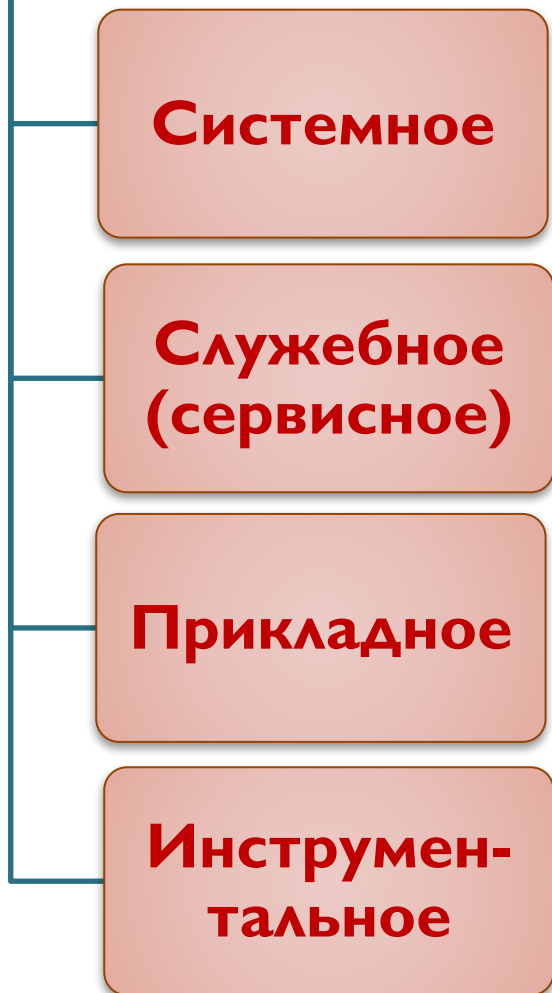 Системное
Служебное
(сервисное)
Прикладное
Инструмен-
тальное